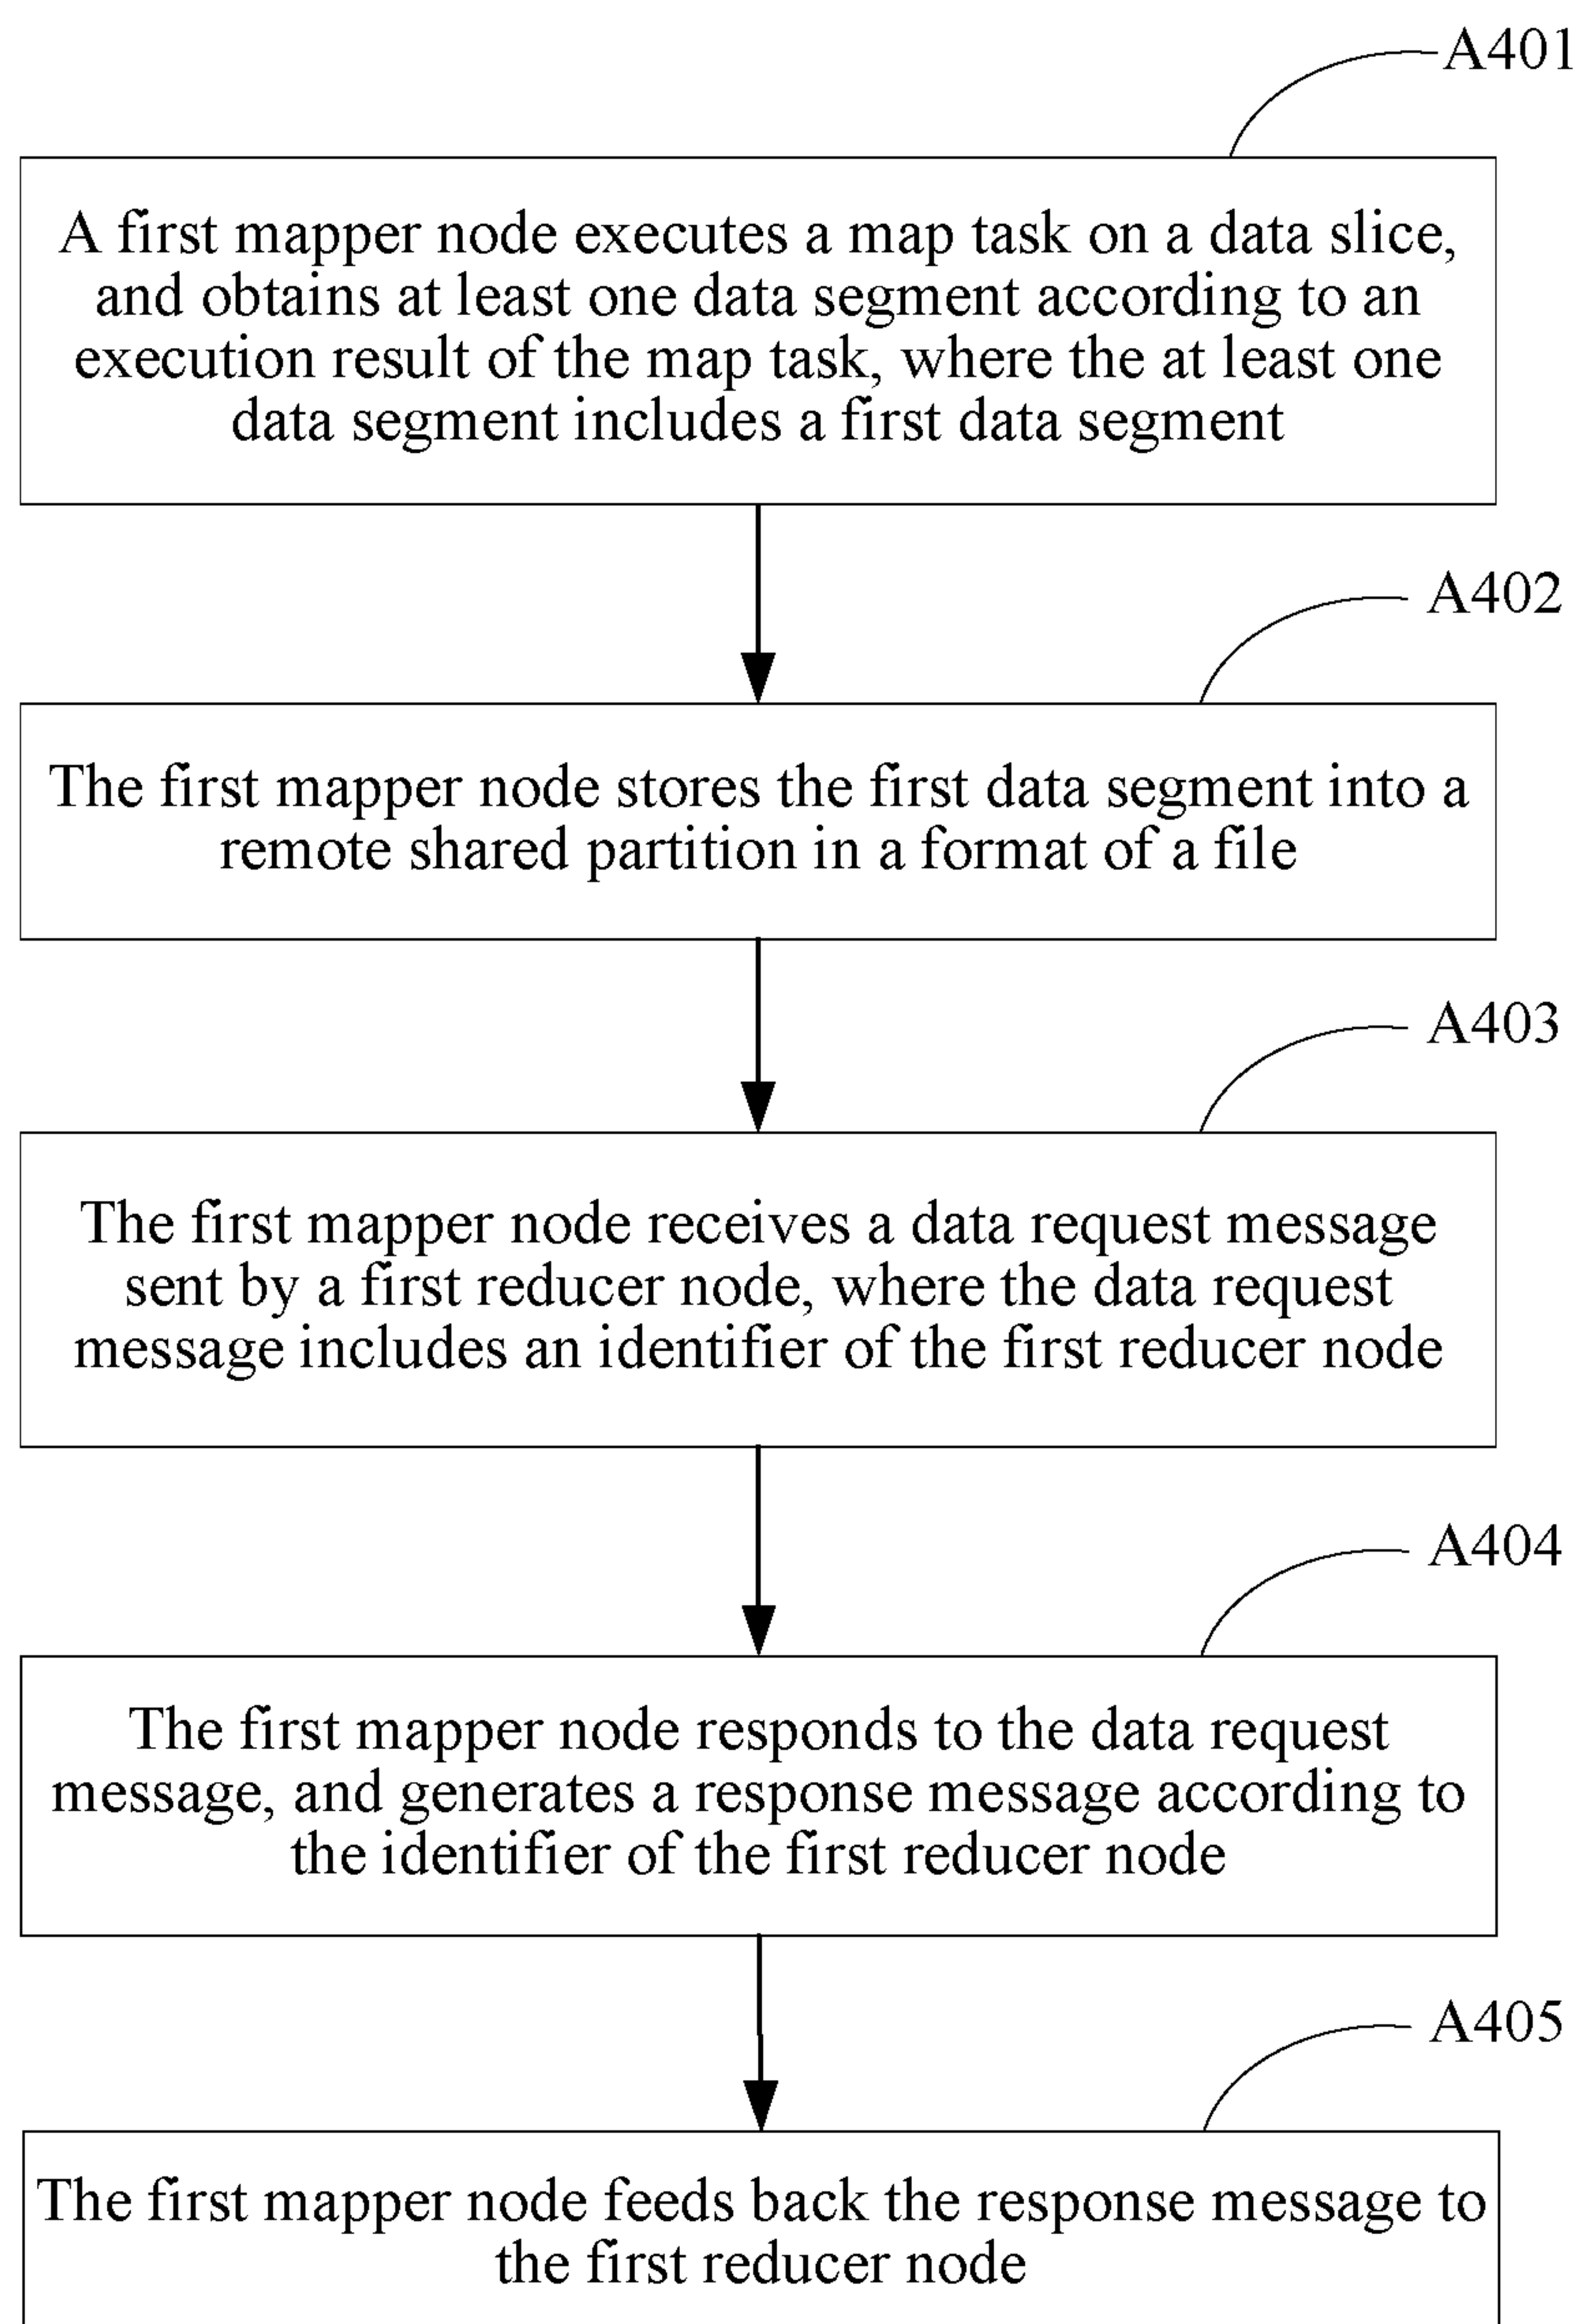 A401
A first mapper node executes a map task on a data slice,
and obtains at least one data segment according to an
execution result of the map task, where the at least one
data segment includes a first data segment
A402
The first mapper node stores the first data segment into a
remote shared partition in a format of a file
A403
The first mapper node receives a data request message
sent by a first reducer node, where the data request
message includes an identifier of the first reducer node
A404
The first mapper node responds to the data request
message, and generates a response message according to
the identifier of the first reducer node
A405
The first mapper node feeds back the response message to
the first reducer node